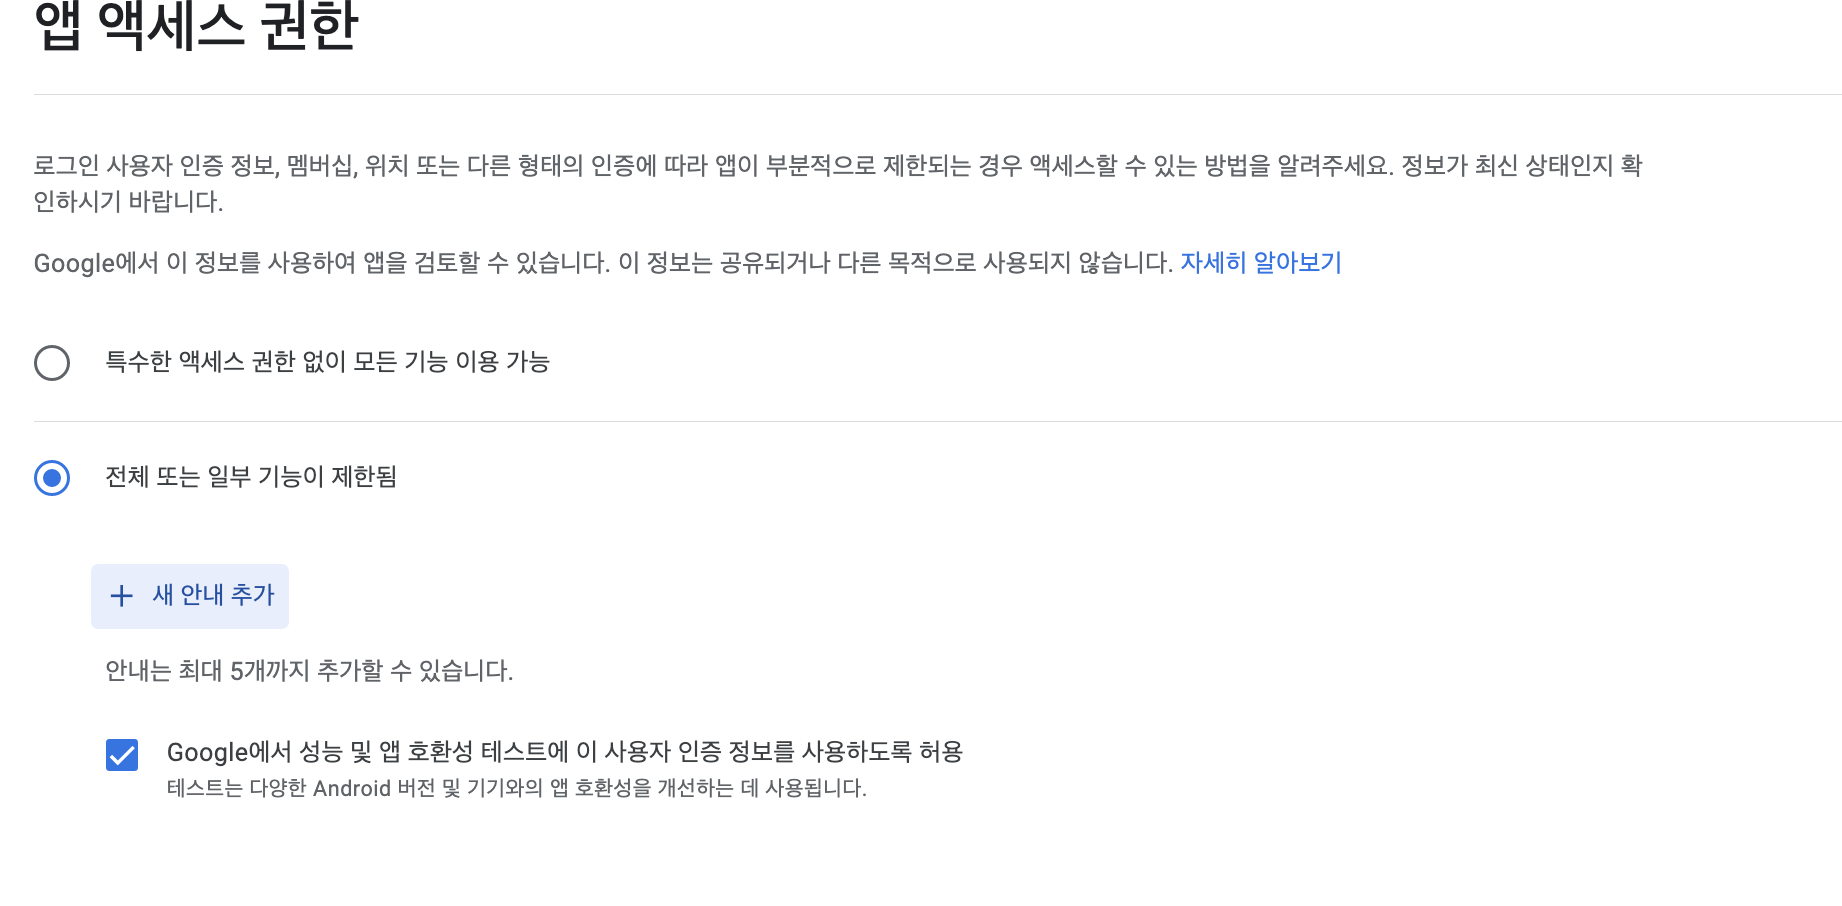 앱 액세스 권한
로그인 사용자 인증 정보, 멤버십, 위치 또는 다른 형태의 인증에 따라 앱이 부분적으로 제한되는 경우 액세스할 수 있는 방법을 알려주세요. 정보가 최신 상태인지 확
인하시기 바랍니다.
Google에서 이 정보를 사용하여 앱을 검토할 수 있습니다. 이 정보는 공유되거나 다른 목적으로 사용되지 않습니다. 자세히 알아보기
특수한 액세스 권한 없이 모든 기능 이용 가능
전체 또는 일부 기능이 제한됨
+ 새 안내 추가
안내는 최대 5개까지 추가할 수 있습니다.
Google에서 성능 및 앱 호환성 테스트에 이 사용자 인증 정보를 사용하도록 허용
테스트는 다양한 Android 버전 및 기기와의 앱 호환성을 개선하는 데 사용됩니다.